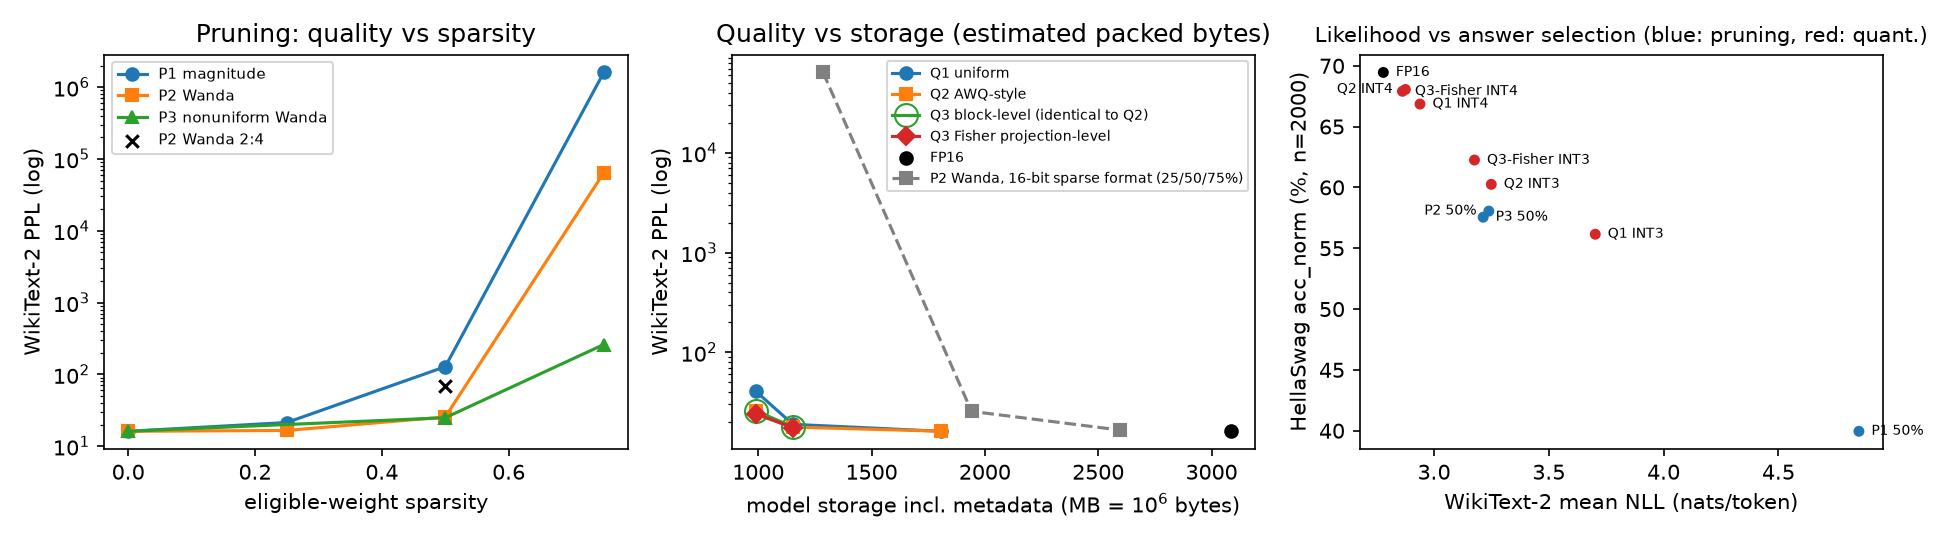 Pruning: quality vs sparsity
WikiText-2 PPL (log)
10^6
10^5
10^4
10^3
10^2
10^1
P1 magnitude
P2 Wanda
P3 nonuniform Wanda
P2 Wanda 2:4
0.0
0.2
0.4
0.6
eligible-weight sparsity
Quality vs storage (estimated packed bytes)
WikiText-2 PPL (log)
10^4
10^3
10^2
Q1 uniform
Q2 AWQ-style
Q3 block-level (identical to Q2)
Q3 Fisher projection-level
FP16
P2 Wanda, 16-bit sparse format (25/50/75%)
1000
1500
2000
2500
3000
model storage incl. metadata (MB = 10^6 bytes)
Likelihood vs answer selection (blue: pruning, red: quant.)
HellaSwag acc_norm (%, n=2000)
70
65
60
55
50
45
40
FP16
Q2 INT4
Q3-Fisher INT4
Q1 INT4
Q3-Fisher INT3
Q2 INT3
P2 50%
P3 50%
Q1 INT3
P1 50%
3.0
3.5
4.0
4.5
WikiText-2 mean NLL (nats/token)